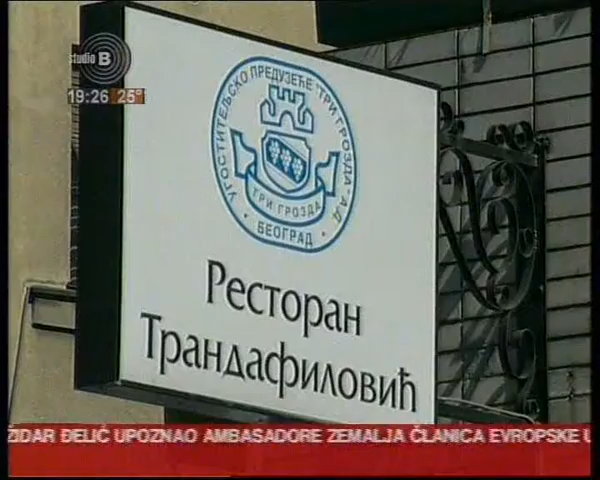 studio B
19:26 25°
УГОСТИТЕЉСКО ПРЕДУЗЕЋЕ "ТРИ ГРОЗДА" А.Д.
ТРИ ГРОЗДА
БЕОГРАД
Ресторан
Трандафиловић
ŽIDAR ĐELIĆ UPOZNAO AMBASADORE ZEMALJA ČLANICA EVROPSKE U